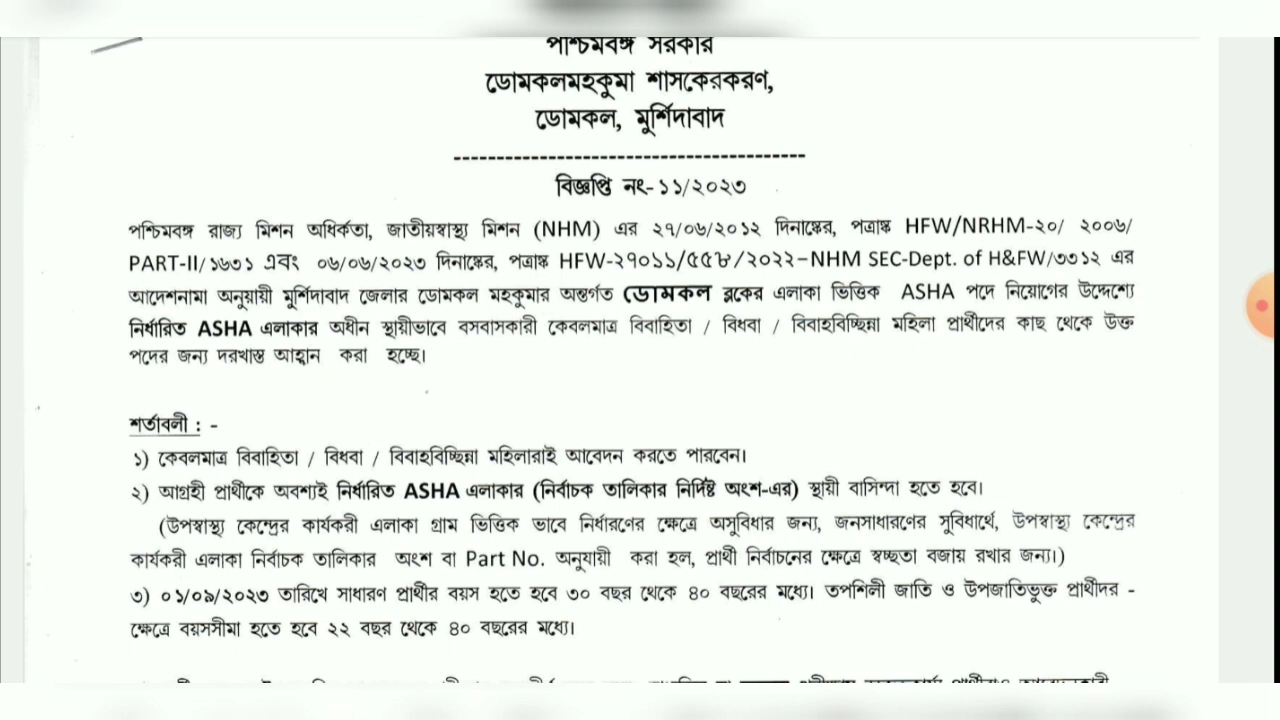 পশ্চিমবঙ্গ সরকার
ডোমকলমহকুমা শাসকেরকরণ,
ডোমকল, মুর্শিদাবাদ
-----------------------------------------
বিজ্ঞপ্তি নং- ১১/২০২৩
পশ্চিমবঙ্গ রাজ্য মিশন অধির্কতা, জাতীয়স্বাস্থ্য মিশন (NHM) এর ২৭/০৬/২০১২ দিনাঙ্কের, পত্রাঙ্ক HFW/NRHM-২০/ ২০০৬/
PART-II/১৬৩১ এবং ০৬/০৬/২০২৩ দিনাঙ্কের, পত্রাঙ্ক HFW-২৭০১১/৫৫৮/২০২২–NHM SEC-Dept. of H&FW/৩৩১২ এর
আদেশনামা অনুয়ায়ী মুর্শিদাবাদ জেলার ডোমকল মহকুমার অন্তর্গত ডোমকল ব্লকের এলাকা ভিত্তিক ASHA পদে নিয়োগের উদ্দেশ্যে
নির্ধারিত ASHA এলাকার অধীন স্থায়ীভাবে বসবাসকারী কেবলমাত্র বিবাহিতা / বিধবা / বিবাহবিচ্ছিন্না মহিলা প্রার্থীদের কাছ থেকে উক্ত
পদের জন্য দরখাস্ত আহ্বান করা হচ্ছে।
শর্তাবলী : -
১) কেবলমাত্র বিবাহিতা / বিধবা / বিবাহবিচ্ছিন্না মহিলারাই আবেদন করতে পারবেন।
২) আগ্রহী প্রার্থীকে অবশ্যই নির্ধারিত ASHA এলাকার (নির্বাচক তালিকার নির্দিষ্ট অংশ-এর) স্থায়ী বাসিন্দা হতে হবে।
(উপস্বাস্থ্য কেন্দ্রের কার্যকরী এলাকা গ্রাম ভিত্তিক ভাবে নির্ধারণের ক্ষেত্রে অসুবিধার জন্য, জনসাধারণের সুবিধার্থে, উপস্বাস্থ্য কেন্দ্রের
কার্যকরী এলাকা নির্বাচক তালিকার অংশ বা Part No. অনুযায়ী করা হল, প্রার্থী নির্বাচনের ক্ষেত্রে স্বচ্ছতা বজায় রখার জন্য।)
৩) ০১/০৯/২০২৩ তারিখে সাধারণ প্রার্থীর বয়স হতে হবে ৩০ বছর থেকে ৪০ বছরের মধ্যে। তপশিলী জাতি ও উপজাতিভুক্ত প্রার্থীদর -
ক্ষেত্রে বয়সসীমা হতে হবে ২২ বছর থেকে ৪০ বছরের মধ্যে।